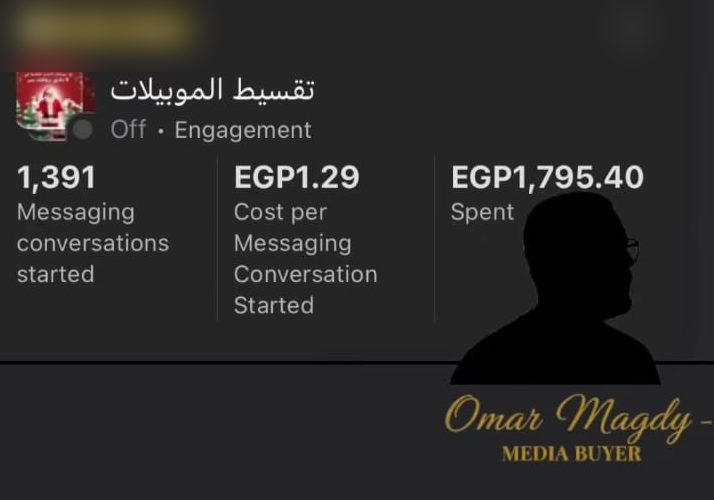 تقسيط الموبيلات
Off • Engagement
1,391
Messaging
conversations
started
EGP1.29
Cost per
Messaging
Conversation
Started
EGP1,795.40
Spent
Omar Magdy -
MEDIA BUYER